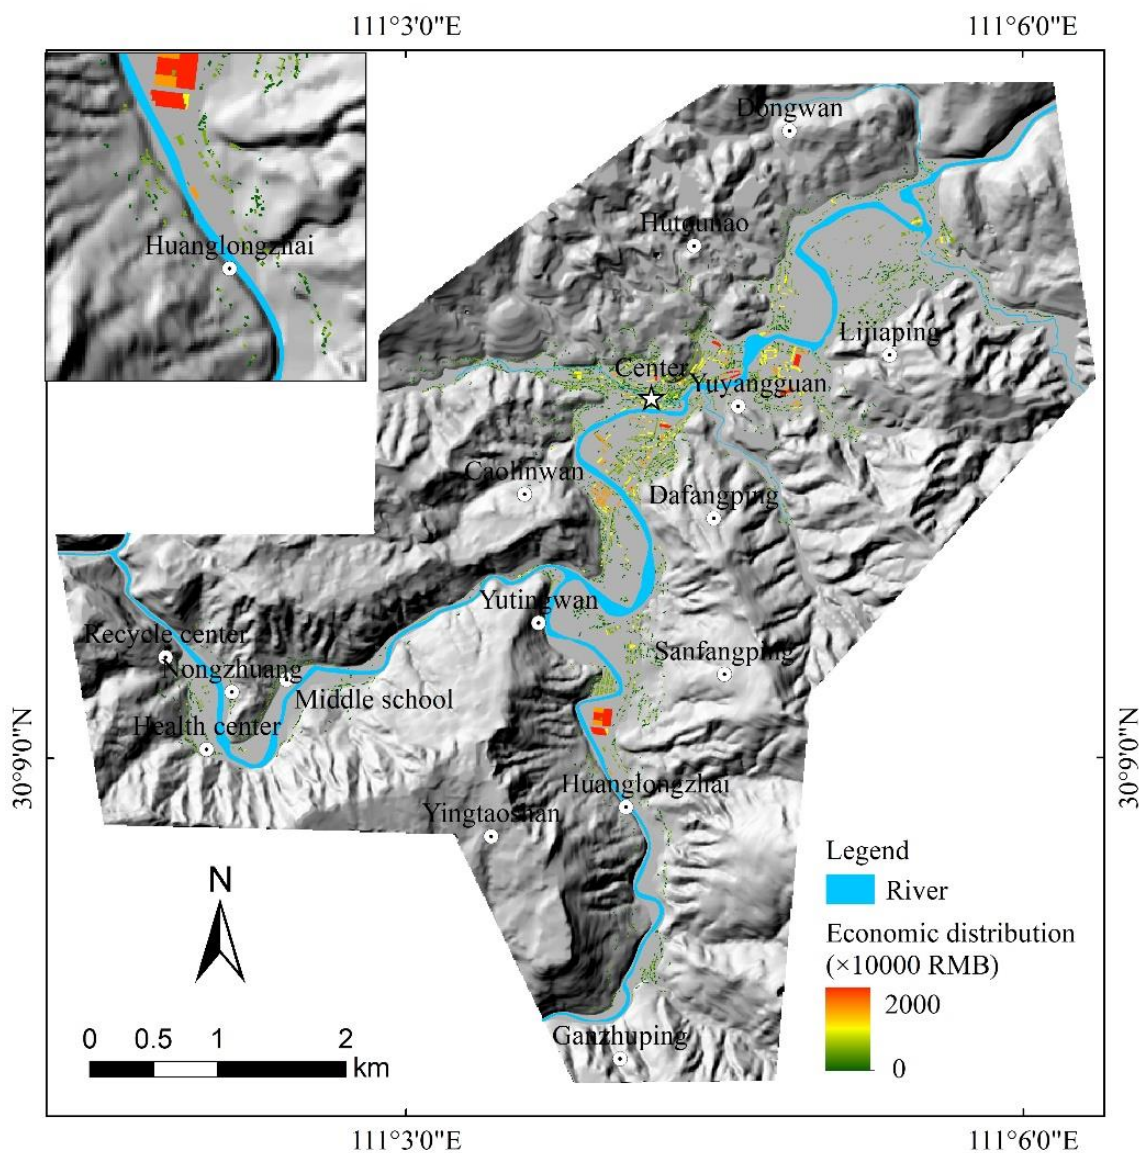 111°3'0"E
111°6'0"E
Dongwan
Hutounao
Huanglongzhai
Lijiaping
Center
Yuyangguan
Caolinwan
Dafangping
Yutingwan
Recycle center
Sanfangping
Nongzhuang
Middle school
Health center
30°9'0"N
30°9'0"N
Huanglongzhai
Yingtaoshan
Legend
River
N
Economic distribution
(×10000 RMB)
2000
0
Ganzhuping
0 0.5 1 2
km
111°3'0"E
111°6'0"E